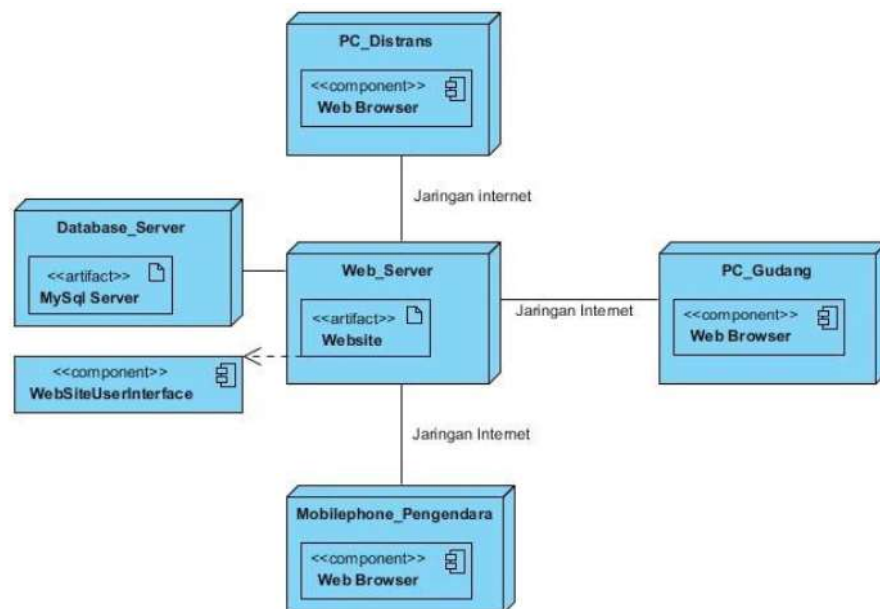 PC_Distrans
<<component>>
Web Browser
Jaringan internet
Database_Server
<<artifact>>
MySql Server
Web_Server
<<artifact>>
Website
PC_Gudang
<<component>>
Web Browser
Jaringan Internet
<<component>>
WebSiteUserInterface
Jaringan Internet
Mobilephone_Pengendara
<<component>>
Web Browser